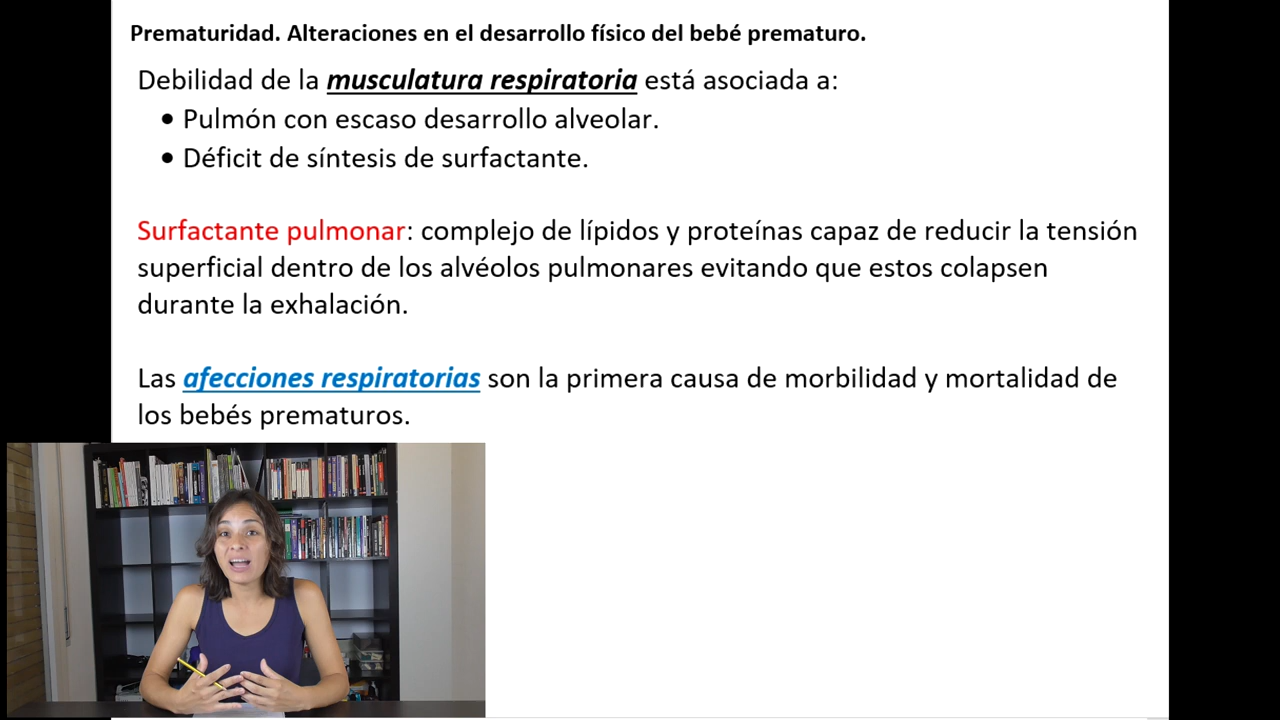 Prematuridad. Alteraciones en el desarrollo físico del bebé prematuro.
Debilidad de la musculatura respiratoria está asociada a:
• Pulmón con escaso desarrollo alveolar.
• Déficit de síntesis de surfactante.
Surfactante pulmonar: complejo de lípidos y proteínas capaz de reducir la tensión
superficial dentro de los alvéolos pulmonares evitando que estos colapsen
durante la exhalación.
Las afecciones respiratorias son la primera causa de morbilidad y mortalidad de
los bebés prematuros.